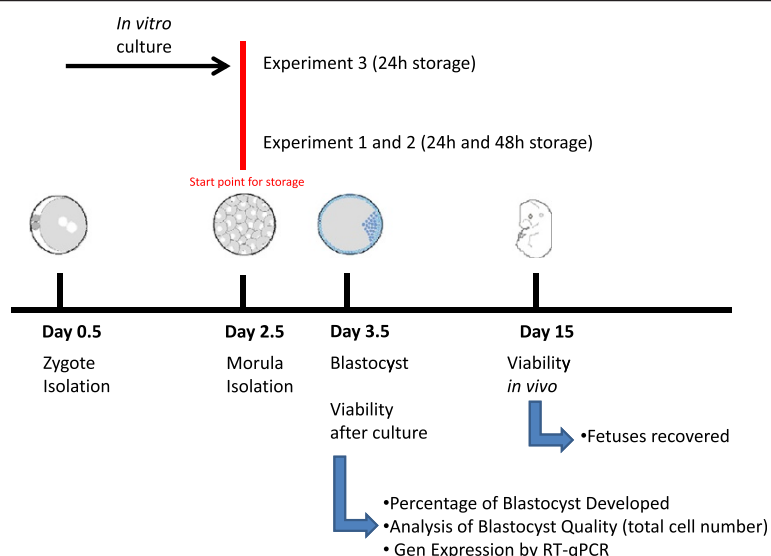 In vitro
culture
Experiment 3 (24h storage)
Experiment 1 and 2 (24h and 48h storage)
Start point for storage
Day 0.5
Zygote
Isolation
Day 2.5
Morula
Isolation
Day 3.5
Blastocyst
Viability
after culture
Day 15
Viability
in vivo
•Fetuses recovered
•Percentage of Blastocyst Developed
•Analysis of Blastocyst Quality (total cell number)
• Gen Expression by RT-qPCR